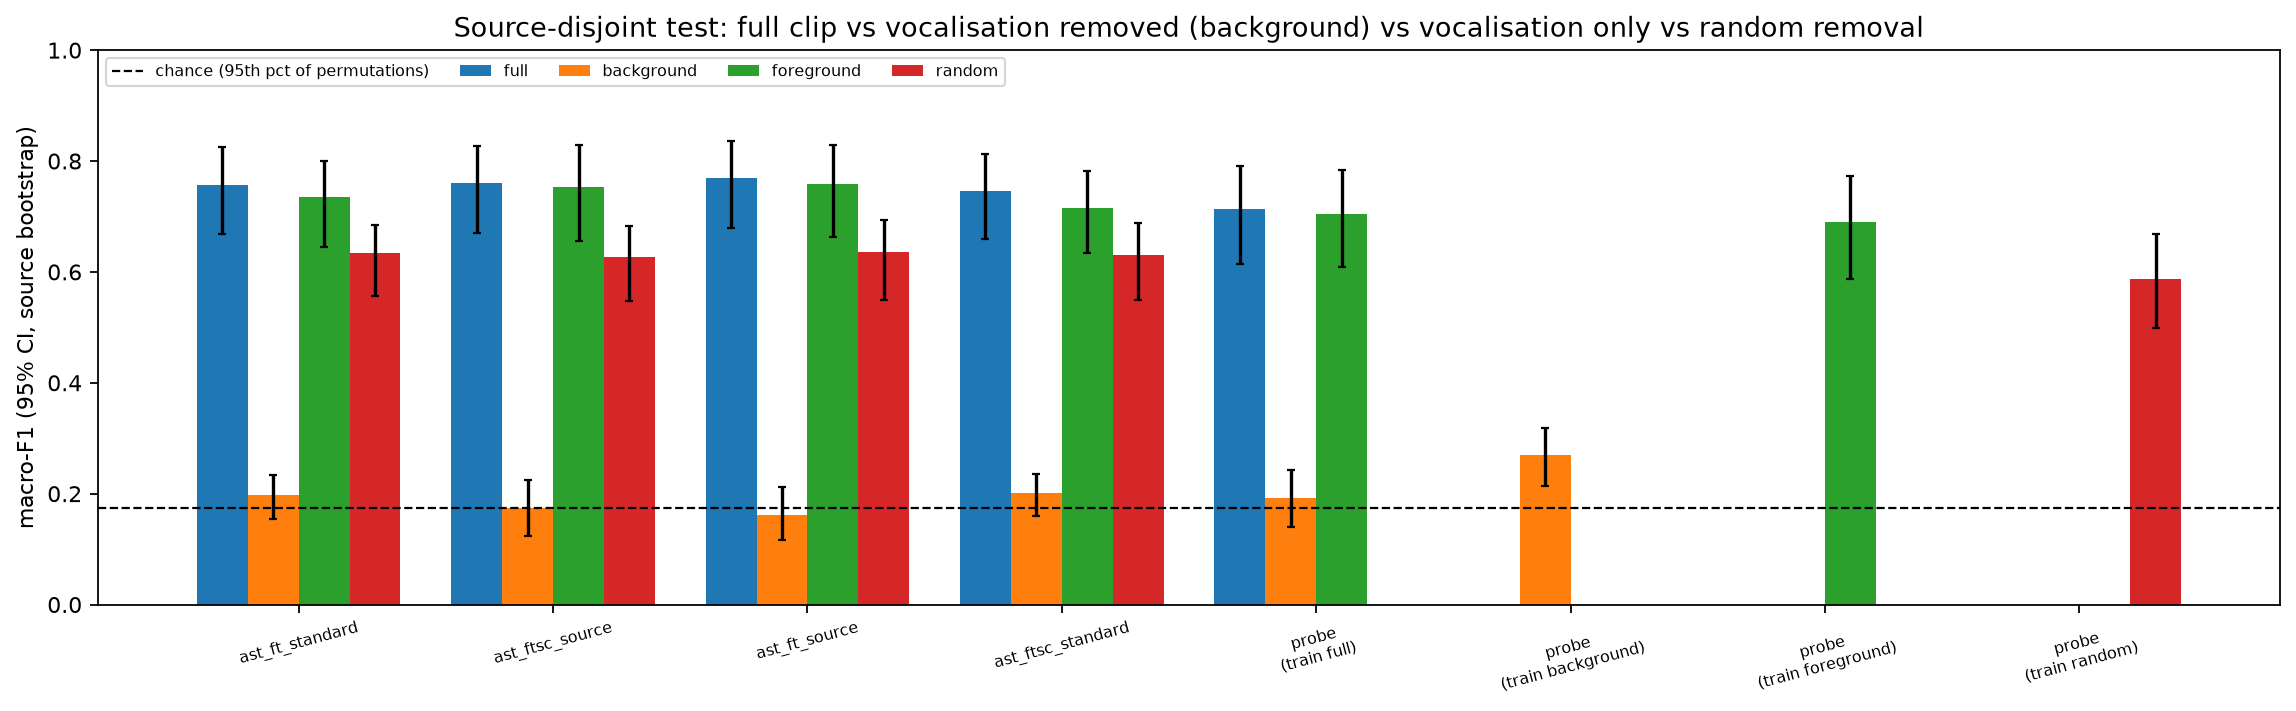 Source-disjoint test: full clip vs vocalisation removed (background) vs vocalisation only vs random removal
chance (95th pct of permutations) full background foreground random
macro-F1 (95% CI, source bootstrap)
1.0
0.8
0.6
0.4
0.2
0.0
ast_ft_standard
ast_ftsc_source
ast_ft_source
ast_ftsc_standard
probe
(train full)
probe
(train background)
probe
(train foreground)
probe
(train random)